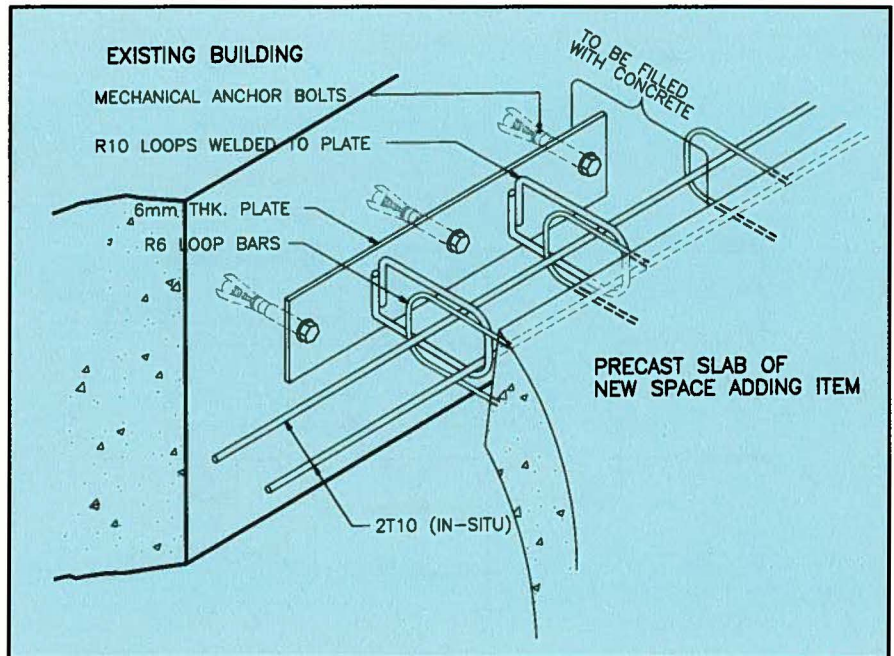 EXISTING BUILDING
MECHANICAL ANCHOR BOLTS
TO BE FILLED
WITH CONCRETE
R10 LOOPS WELDED TO PLATE
6mm THK. PLATE
R6 LOOP BARS
PRECAST SLAB OF
NEW SPACE ADDING ITEM
2T10 (IN-SITU)